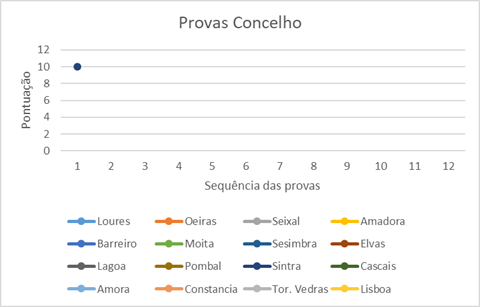 Provas Concelho
Pontuação
12
10
8
6
4
2
0
1 2 3 4 5 6 7 8 9 10 11 12
Sequência das provas
Loures Oeiras Seixal Amadora
Barreiro Moita Sesimbra Elvas
Lagoa Pombal Sintra Cascais
Amora Constancia Tor. Vedras Lisboa